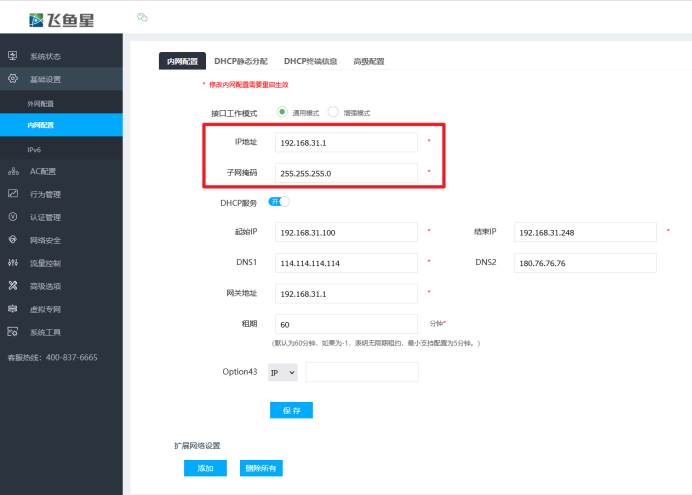 飞鱼星
系统状态
基础设置
外网配置
内网配置
IPv6
AC配置
行为管理
认证管理
网络安全
流量控制
高级选项
虚拟专网
系统工具
客服热线：400-837-6665
内网配置 DHCP静态分配 DHCP终端信息 高级配置
* 修改内网配置需要重启生效
接口工作模式 通用模式 增强模式
IP地址 192.168.31.1 *
子网掩码 255.255.255.0 *
DHCP服务 开
起始IP 192.168.31.100 * 结束IP 192.168.31.248 *
DNS1 114.114.114.114 * DNS2 180.76.76.76
网关地址 192.168.31.1 *
租期 60 分钟*
(默认为60分钟，如果为-1，表明无限期租约，最小支持配置为5分钟。)
Option43 IP
保存
扩展网络设置
添加 删除所有